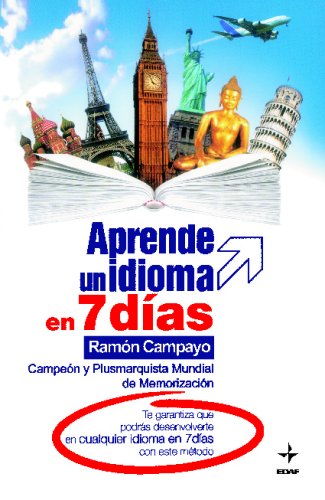 Aprende
un idioma
en 7 días
Ramón Campayo
Campeón y Plusmarquista Mundial
de Memorización
Te garantiza que
podrás desenvolverte
en cualquier idioma en 7 días
con este método
EDAF